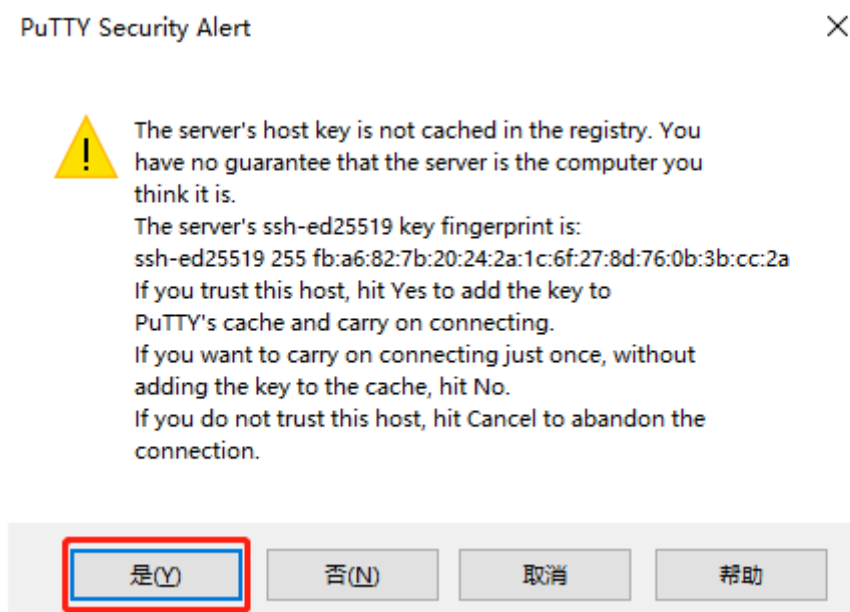 PuTTY Security Alert
The server's host key is not cached in the registry. You
have no guarantee that the server is the computer you
think it is.
The server's ssh-ed25519 key fingerprint is:
ssh-ed25519 255 fb:a6:82:7b:20:24:2a:1c:6f:27:8d:76:0b:3b:cc:2a
If you trust this host, hit Yes to add the key to
PuTTY's cache and carry on connecting.
If you want to carry on connecting just once, without
adding the key to the cache, hit No.
If you do not trust this host, hit Cancel to abandon the
connection.
是(Y) 否(N) 取消 帮助